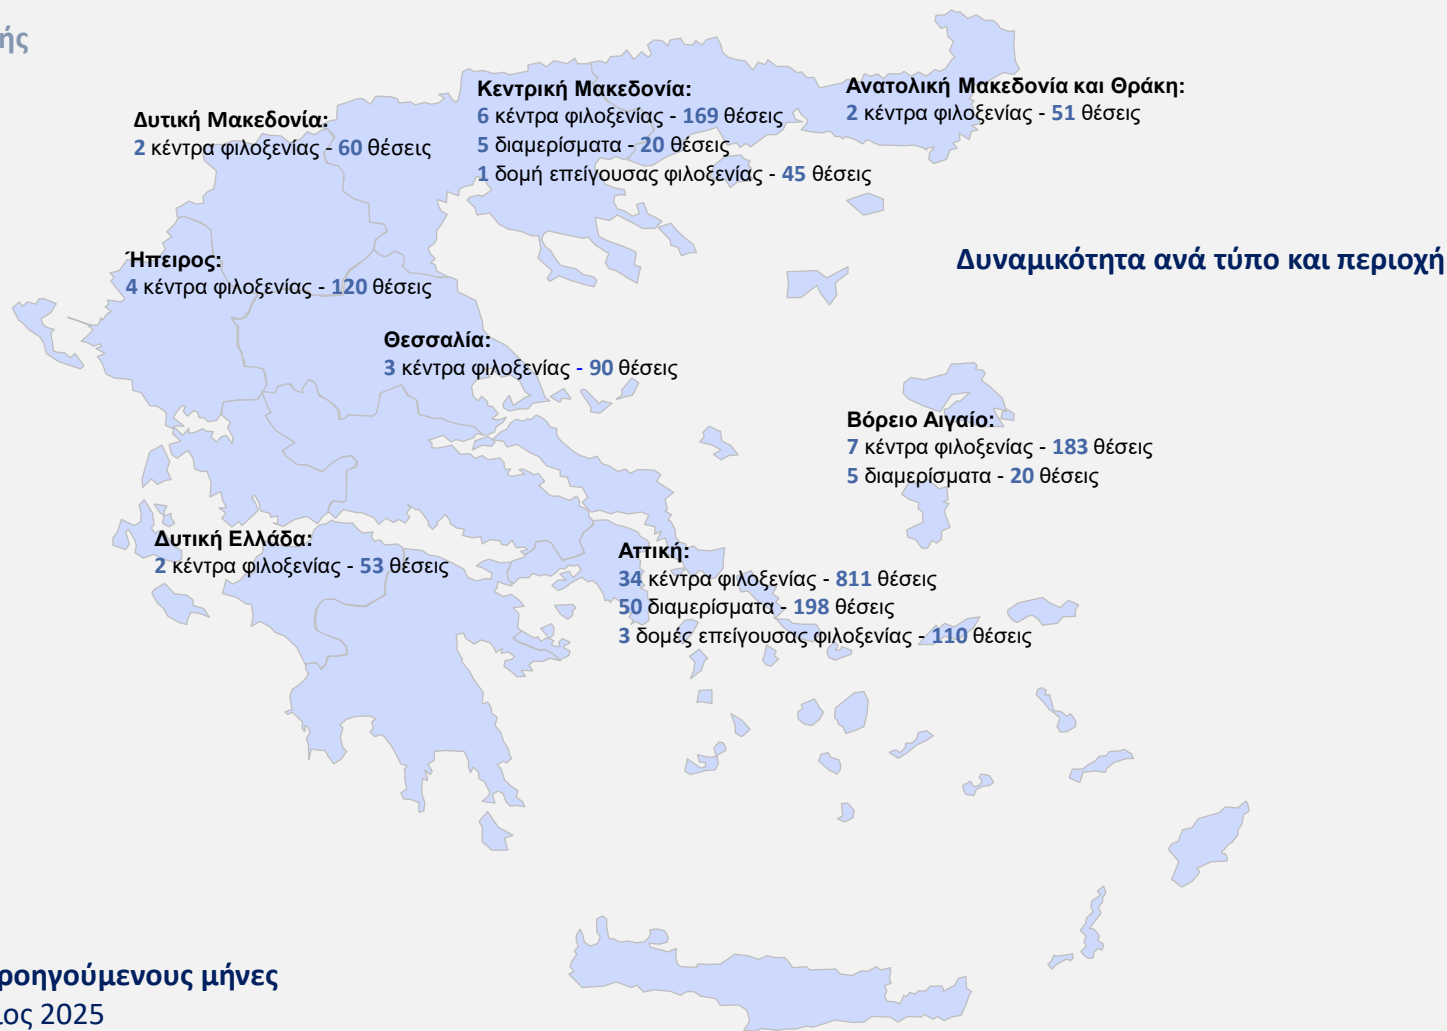 ής
Κεντρική Μακεδονία:
6 κέντρα φιλοξενίας - 169 θέσεις
5 διαμερίσματα - 20 θέσεις
1 δομή επείγουσας φιλοξενίας - 45 θέσεις
Ανατολική Μακεδονία και Θράκη:
2 κέντρα φιλοξενίας - 51 θέσεις
Δυτική Μακεδονία:
2 κέντρα φιλοξενίας - 60 θέσεις
Ήπειρος:
4 κέντρα φιλοξενίας - 120 θέσεις
Δυναμικότητα ανά τύπο και περιοχή
Θεσσαλία:
3 κέντρα φιλοξενίας - 90 θέσεις
Βόρειο Αιγαίο:
7 κέντρα φιλοξενίας - 183 θέσεις
5 διαμερίσματα - 20 θέσεις
Δυτική Ελλάδα:
2 κέντρα φιλοξενίας - 53 θέσεις
Αττική:
34 κέντρα φιλοξενίας - 811 θέσεις
50 διαμερίσματα - 198 θέσεις
3 δομές επείγουσας φιλοξενίας - 110 θέσεις
ροηγούμενους μήνες
ιος 2025